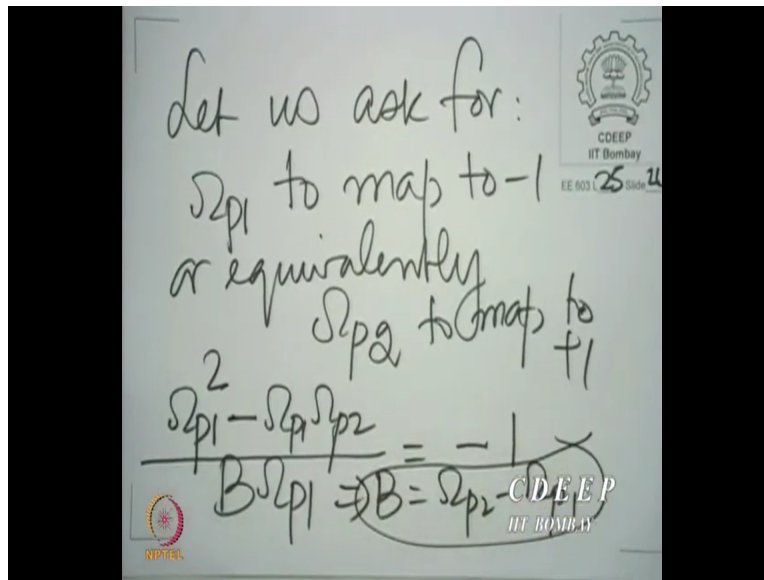 Let us ask for:
Ωp1 to map to -1
or equivalently
Ωp2 to map to
+1
Ωp1² - Ωp1Ωp2 / BΩp1 = -1
⇒ B = Ωp2 - Ωp1
CDEEP
IIT Bombay
EE 603 L 25 Slide
CDEEP
IIT BOMBAY
NPTEL